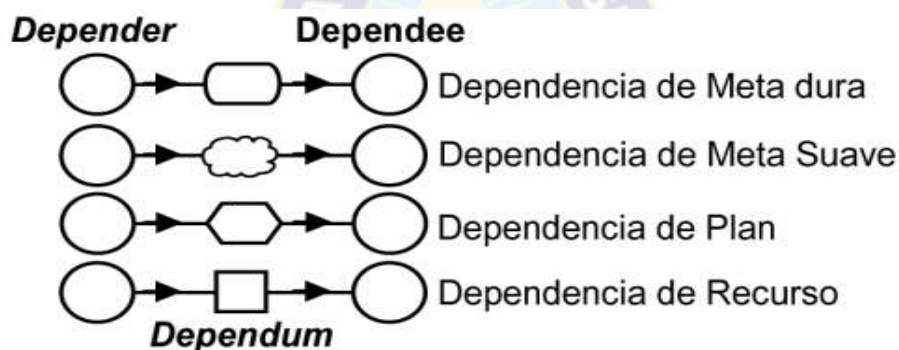 Depender Dependee
Dependencia de Meta dura
Dependencia de Meta Suave
Dependencia de Plan
Dependencia de Recurso
Dependum